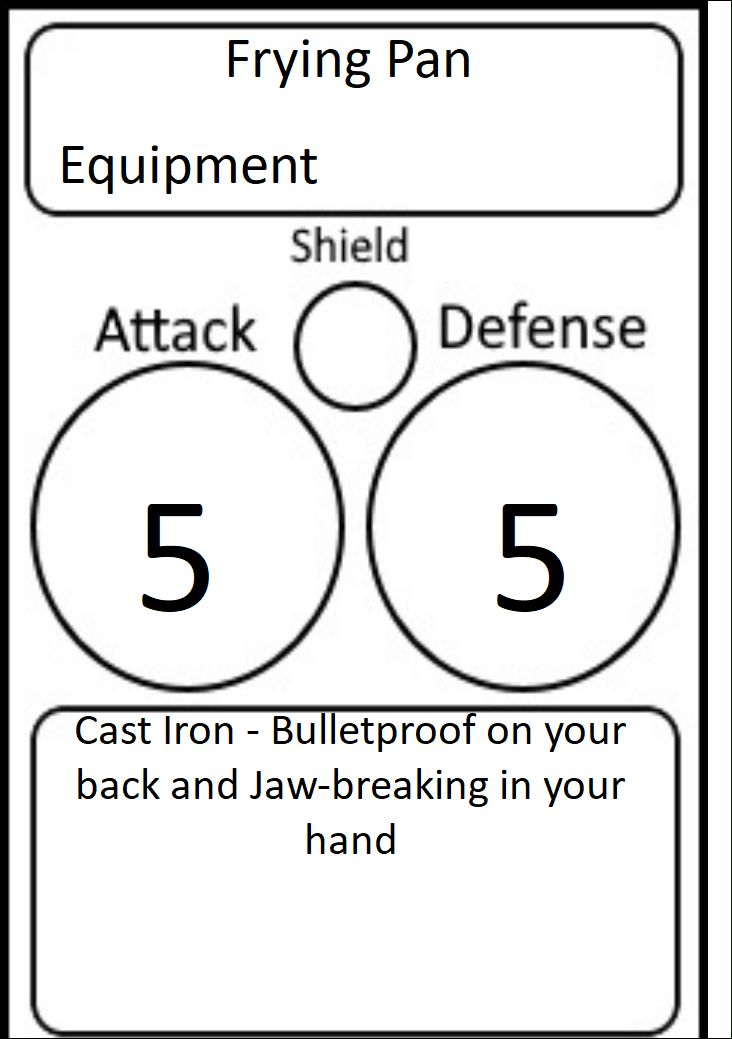 Frying Pan
Equipment
Shield
Attack
Defense
5
5
Cast Iron - Bulletproof on your
back and Jaw-breaking in your
hand